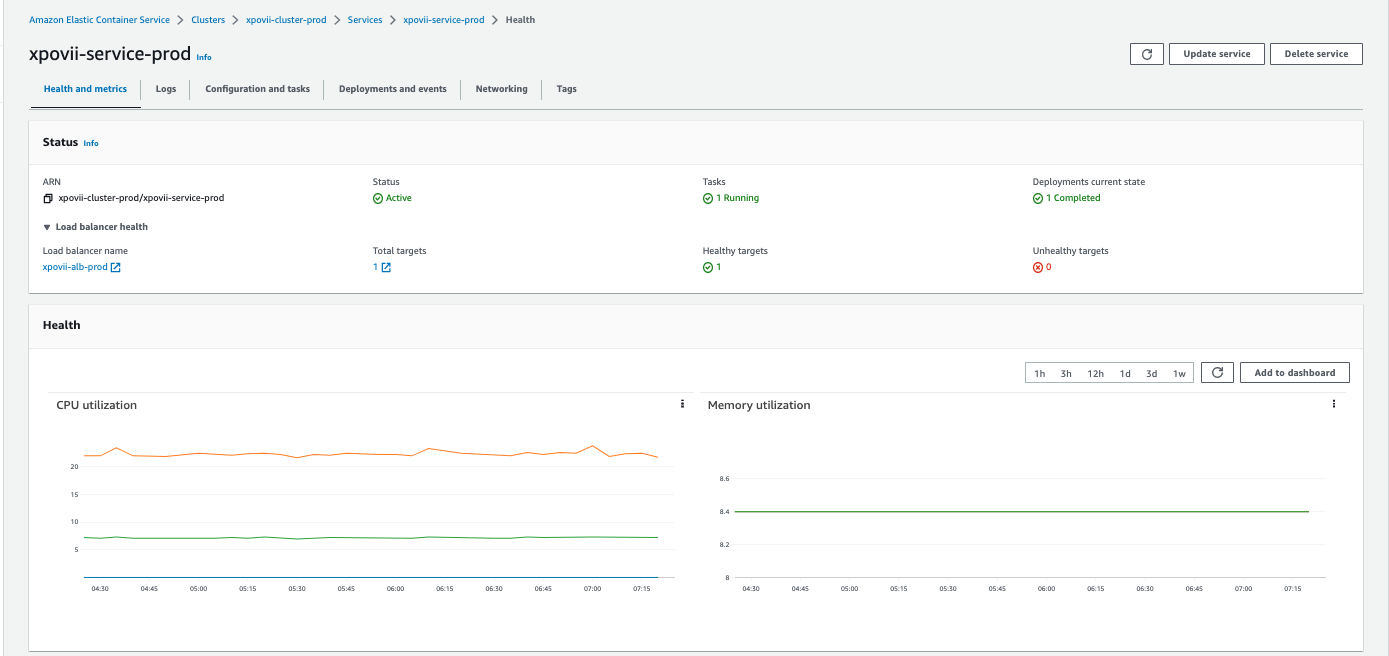 Amazon Elastic Container Service > Clusters > xpovii-cluster-prod > Services > xpovii-service-prod > Health
xpovii-service-prod Info
Update service Delete service
Health and metrics Logs Configuration and tasks Deployments and events Networking Tags
Status Info
ARN Status Tasks Deployments current state
xpovii-cluster-prod/xpovii-service-prod Active 1 Running 1 Completed
Load balancer health
Load balancer name Total targets Healthy targets Unhealthy targets
xpovii-alb-prod 1 1 0
Health
1h 3h 12h 1d 3d 1w Add to dashboard
CPU utilization
20
15
10
5
04:30 04:45 05:00 05:15 05:30 05:45 06:00 06:15 06:30 06:45 07:00 07:15
Memory utilization
8.6
8.4
8.2
8
04:30 04:45 05:00 05:15 05:30 05:45 06:00 06:15 06:30 06:45 07:00 07:15